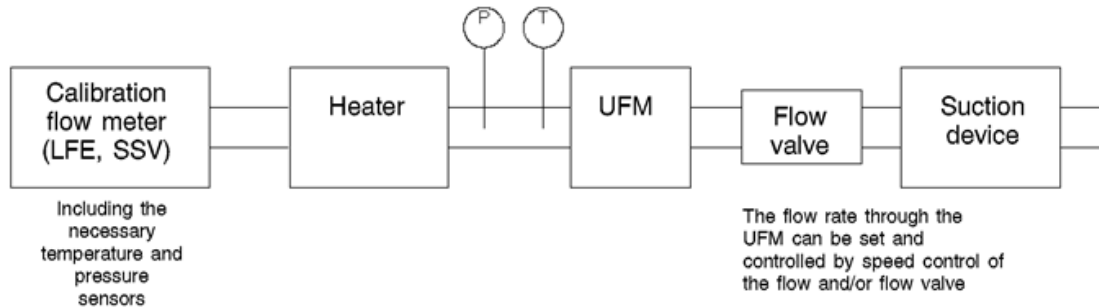 P
T
Calibration
flow meter
(LFE, SSV)
Heater
UFM
Flow
valve
Suction
device
Including the
necessary
temperature and
pressure
sensors
The flow rate through the
UFM can be set and
controlled by speed control of
the flow and/or flow valve